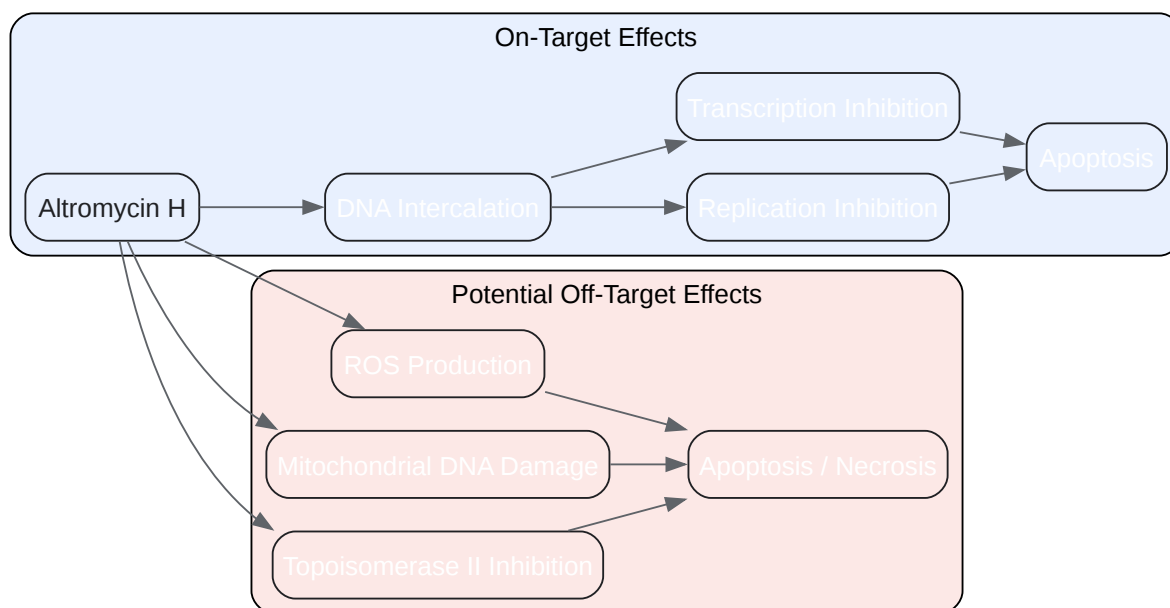 On-Target Effects
Transcription Inhibition
Apoptosis
Altromycin H
DNA Intercalation
Replication Inhibition
Potential Off-Target Effects
ROS Production
Mitochondrial DNA Damage
Apoptosis / Necrosis
Topoisomerase II Inhibition